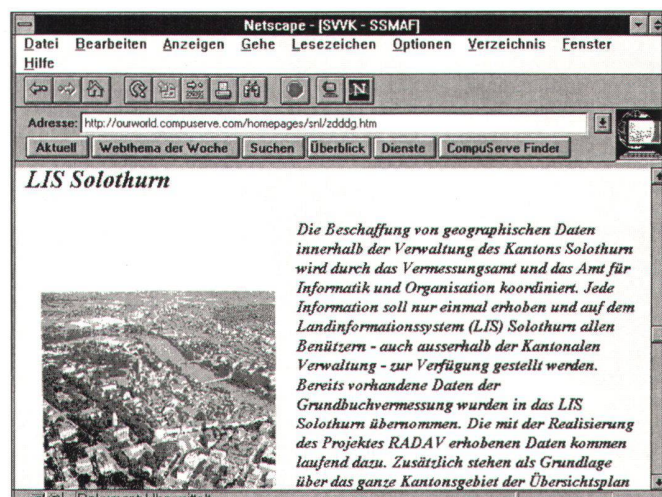 Netscape - [SVVK - SSMAF]
Datei Bearbeiten Anzeigen Gehe Lesezeichen Optionen Verzeichnis Fenster
Hilfe
N
Adresse: http://ourworld.compuserve.com/homepages/snl/zdddg.htm
Aktuell Webthema der Woche Suchen Überblick Dienste CompuServe Finder
LIS Solothurn
Die Beschaffung von geographischen Daten
innerhalb der Verwaltung des Kantons Solothurn
wird durch das Vermessungsamt und das Amt für
Informatik und Organisation koordiniert. Jede
Information soll nur einmal erhoben und auf dem
Landinformationssystem (LIS) Solothurn allen
Benützern - auch ausserhalb der Kantonalen
Verwaltung - zur Verfügung gestellt werden.
Bereits vorhandene Daten der
Grundbuchvermessung wurden in das LIS
Solothurn übernommen. Die mit der Realisierung
des Projektes RADAV erhobenen Daten kommen
laufend dazu. Zusätzlich stehen als Grundlage
über das ganze Kantonsgebiet der Übersichtsplan